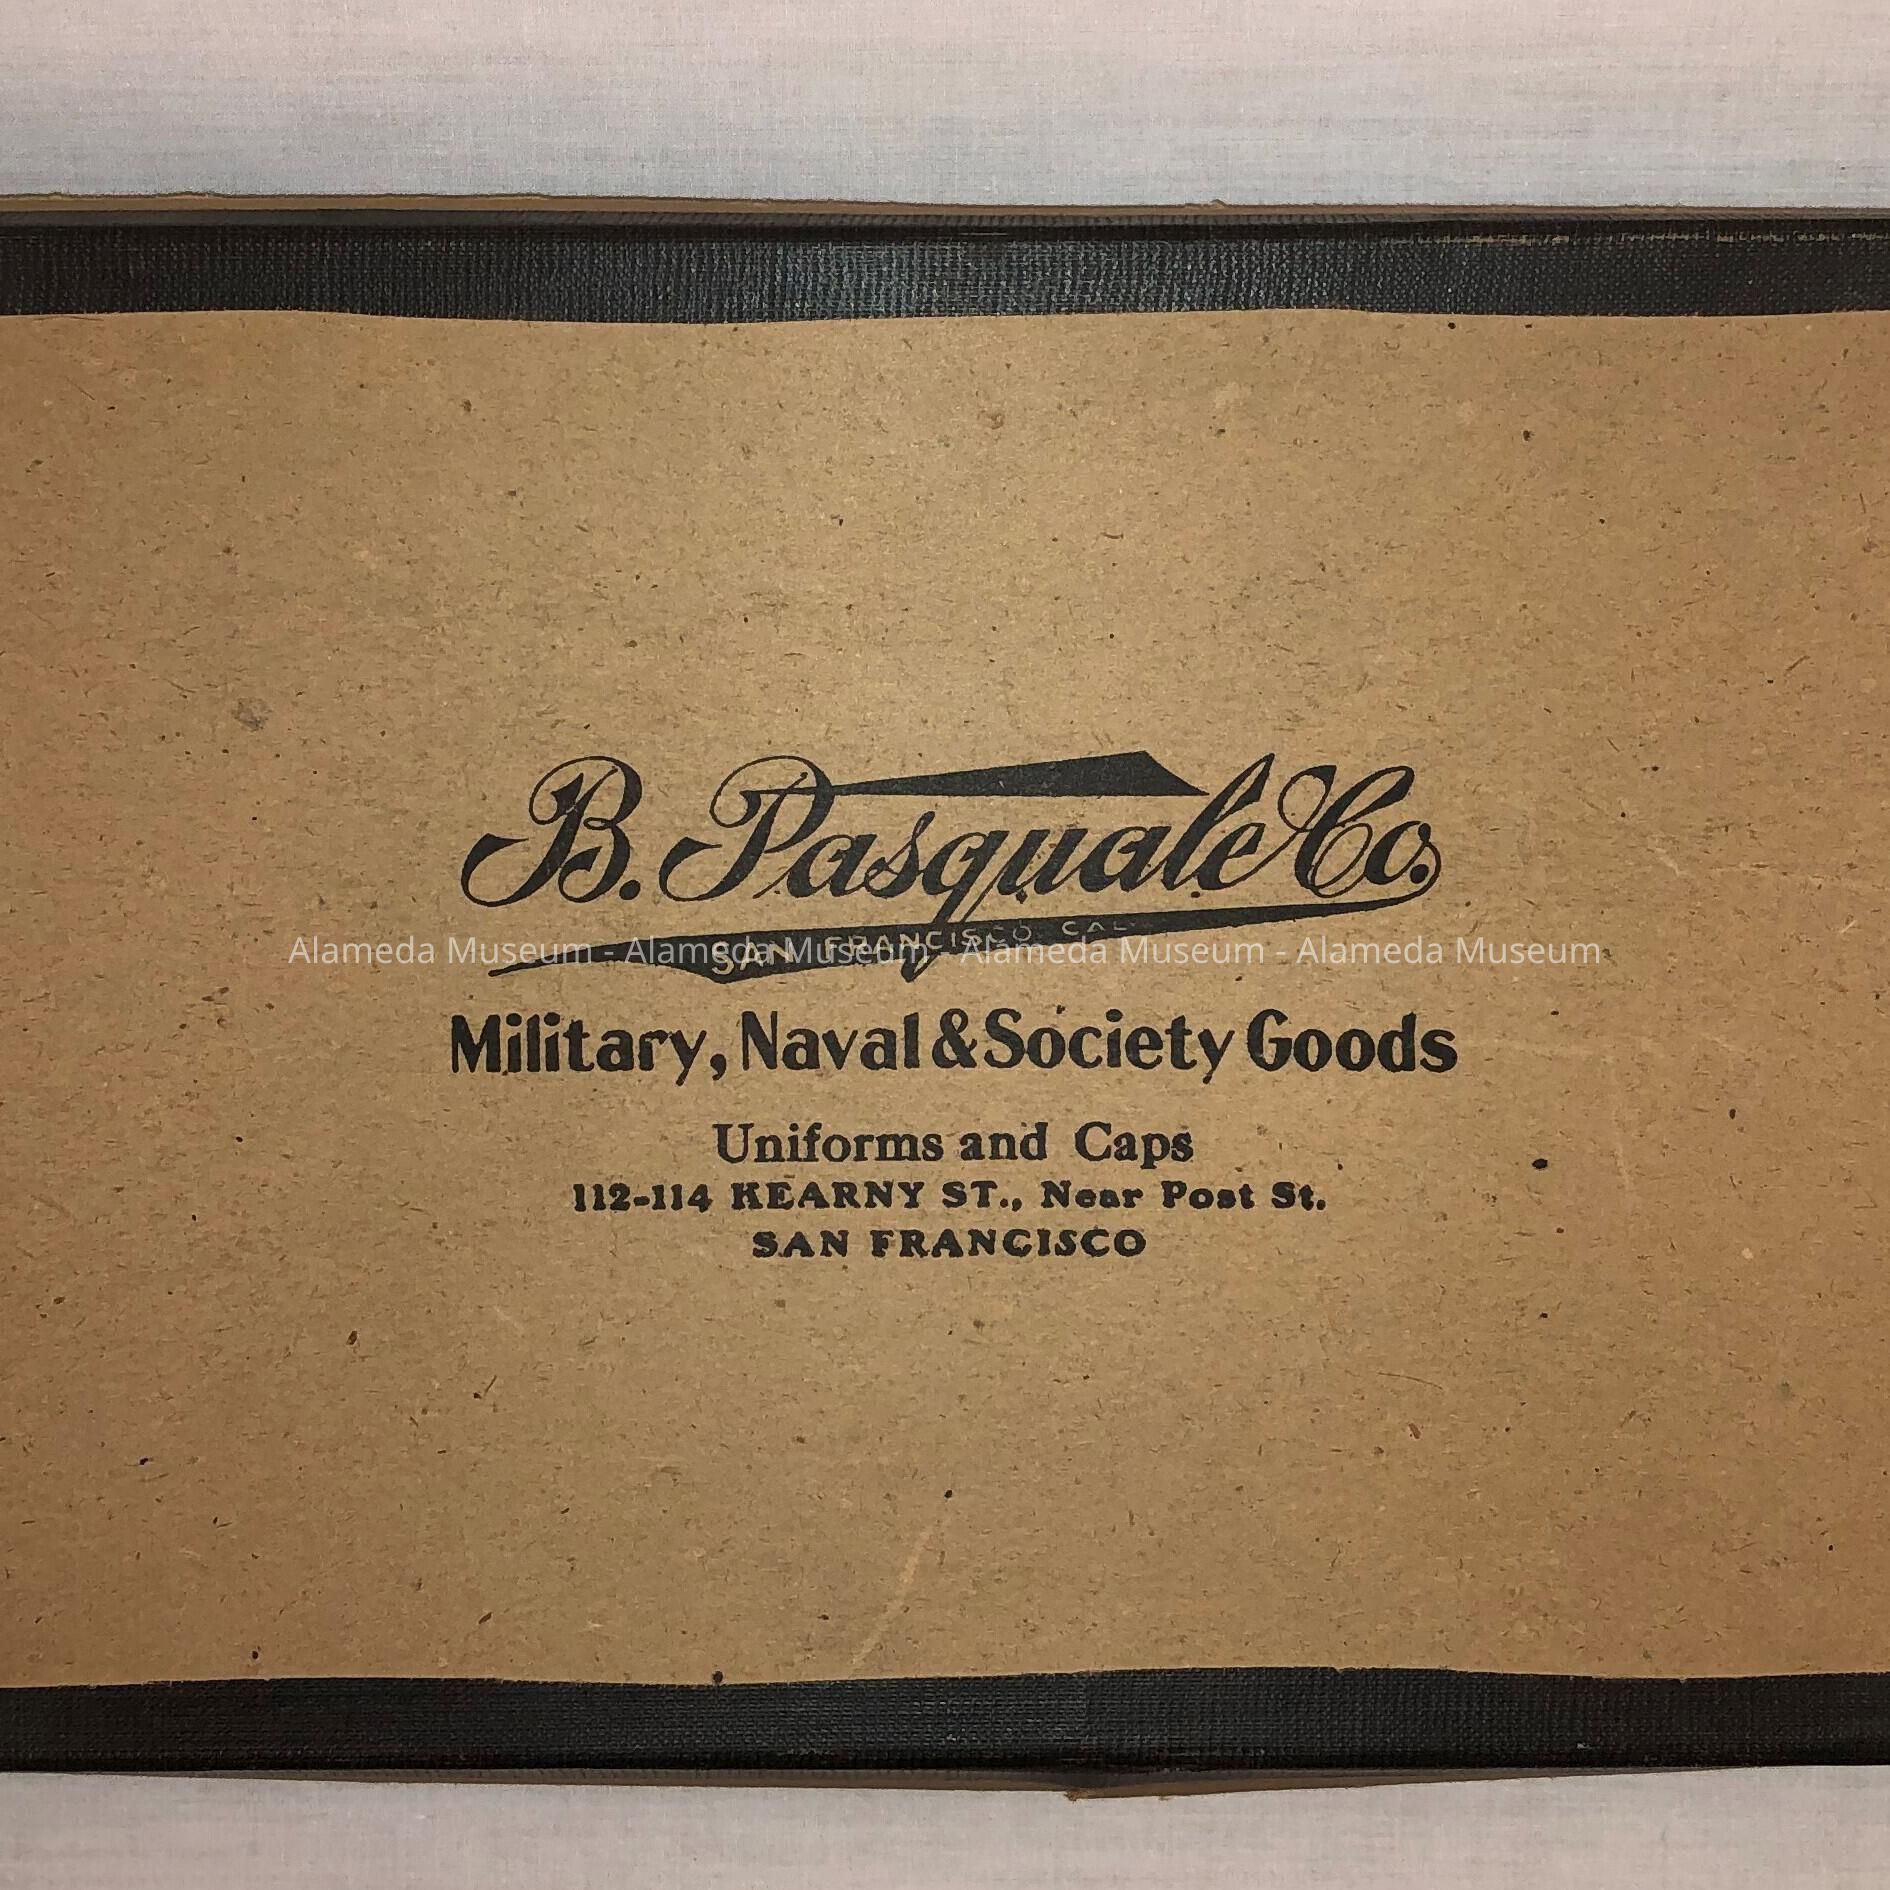 B. Pasquale Co.
SAN FRANCISCO CAL.
Alameda Museum - Alameda Museum - Alameda Museum - Alameda Museum
Military, Naval & Society Goods
Uniforms and Caps
112-114 KEARNY ST., Near Post St.
SAN FRANCISCO